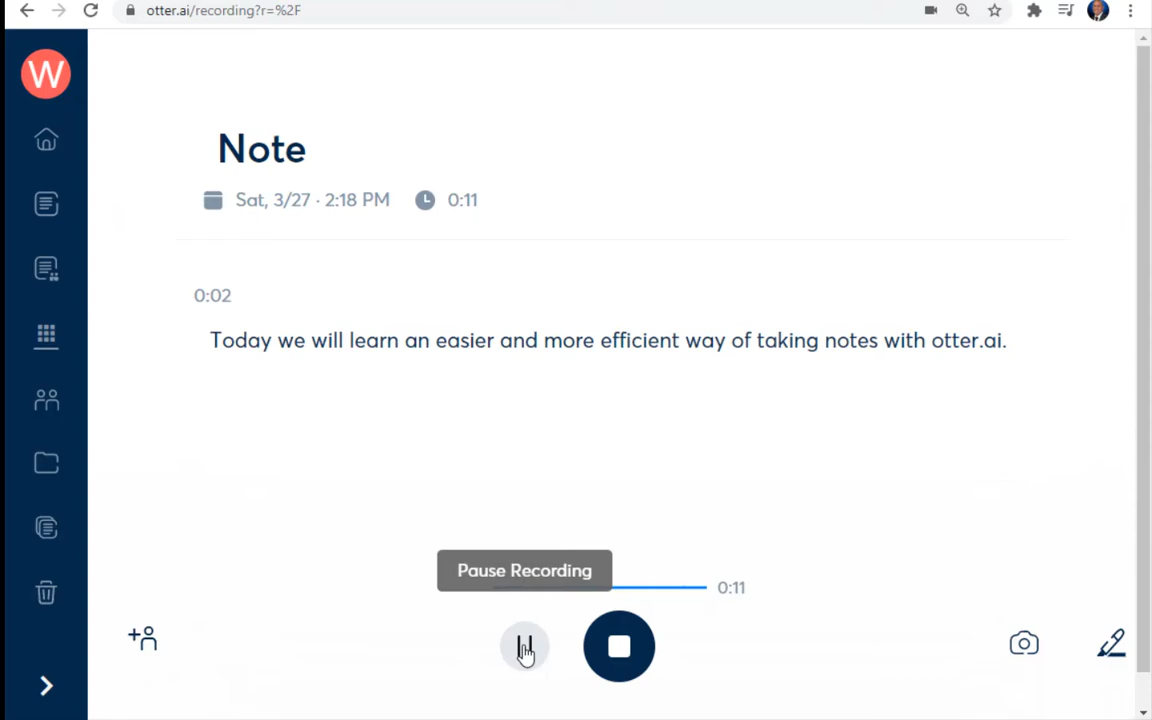 otter.ai/recording?r=%2F
W
Note
Sat, 3/27 · 2:18 PM 0:11
0:02
Today we will learn an easier and more efficient way of taking notes with otter.ai.
Pause Recording
0:11